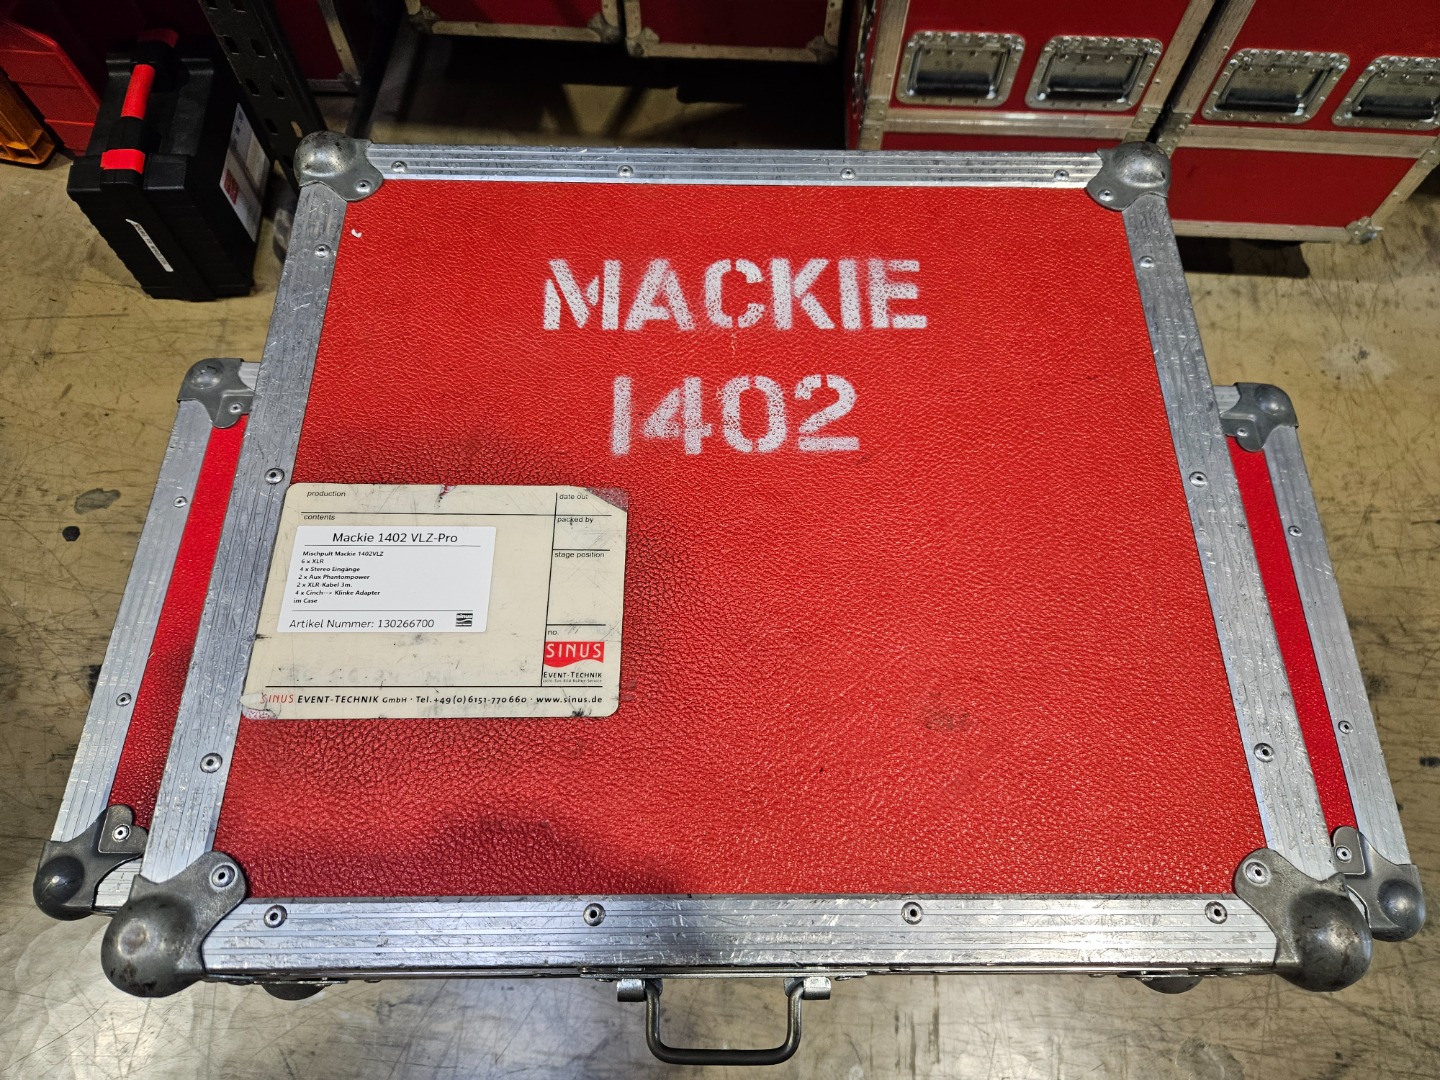 MACKIE
1402
production
date out
contents
packed by
Mackie 1402 VLZ-Pro
stage position
Mischpult Mackie 1402VLZ
6 x XLR
4 x Stereo Eingänge
2 x Aux Phantompower
2 x XLR-Kabel 3m.
4 x Cinch--> Klinke Adapter
im Case
Artikel Nummer: 130266700
no.
SINUS
EVENT-TECHNIK
SINUS EVENT-TECHNIK GMBH · Tel.+49(0)6151-770660 · www.sinus.de